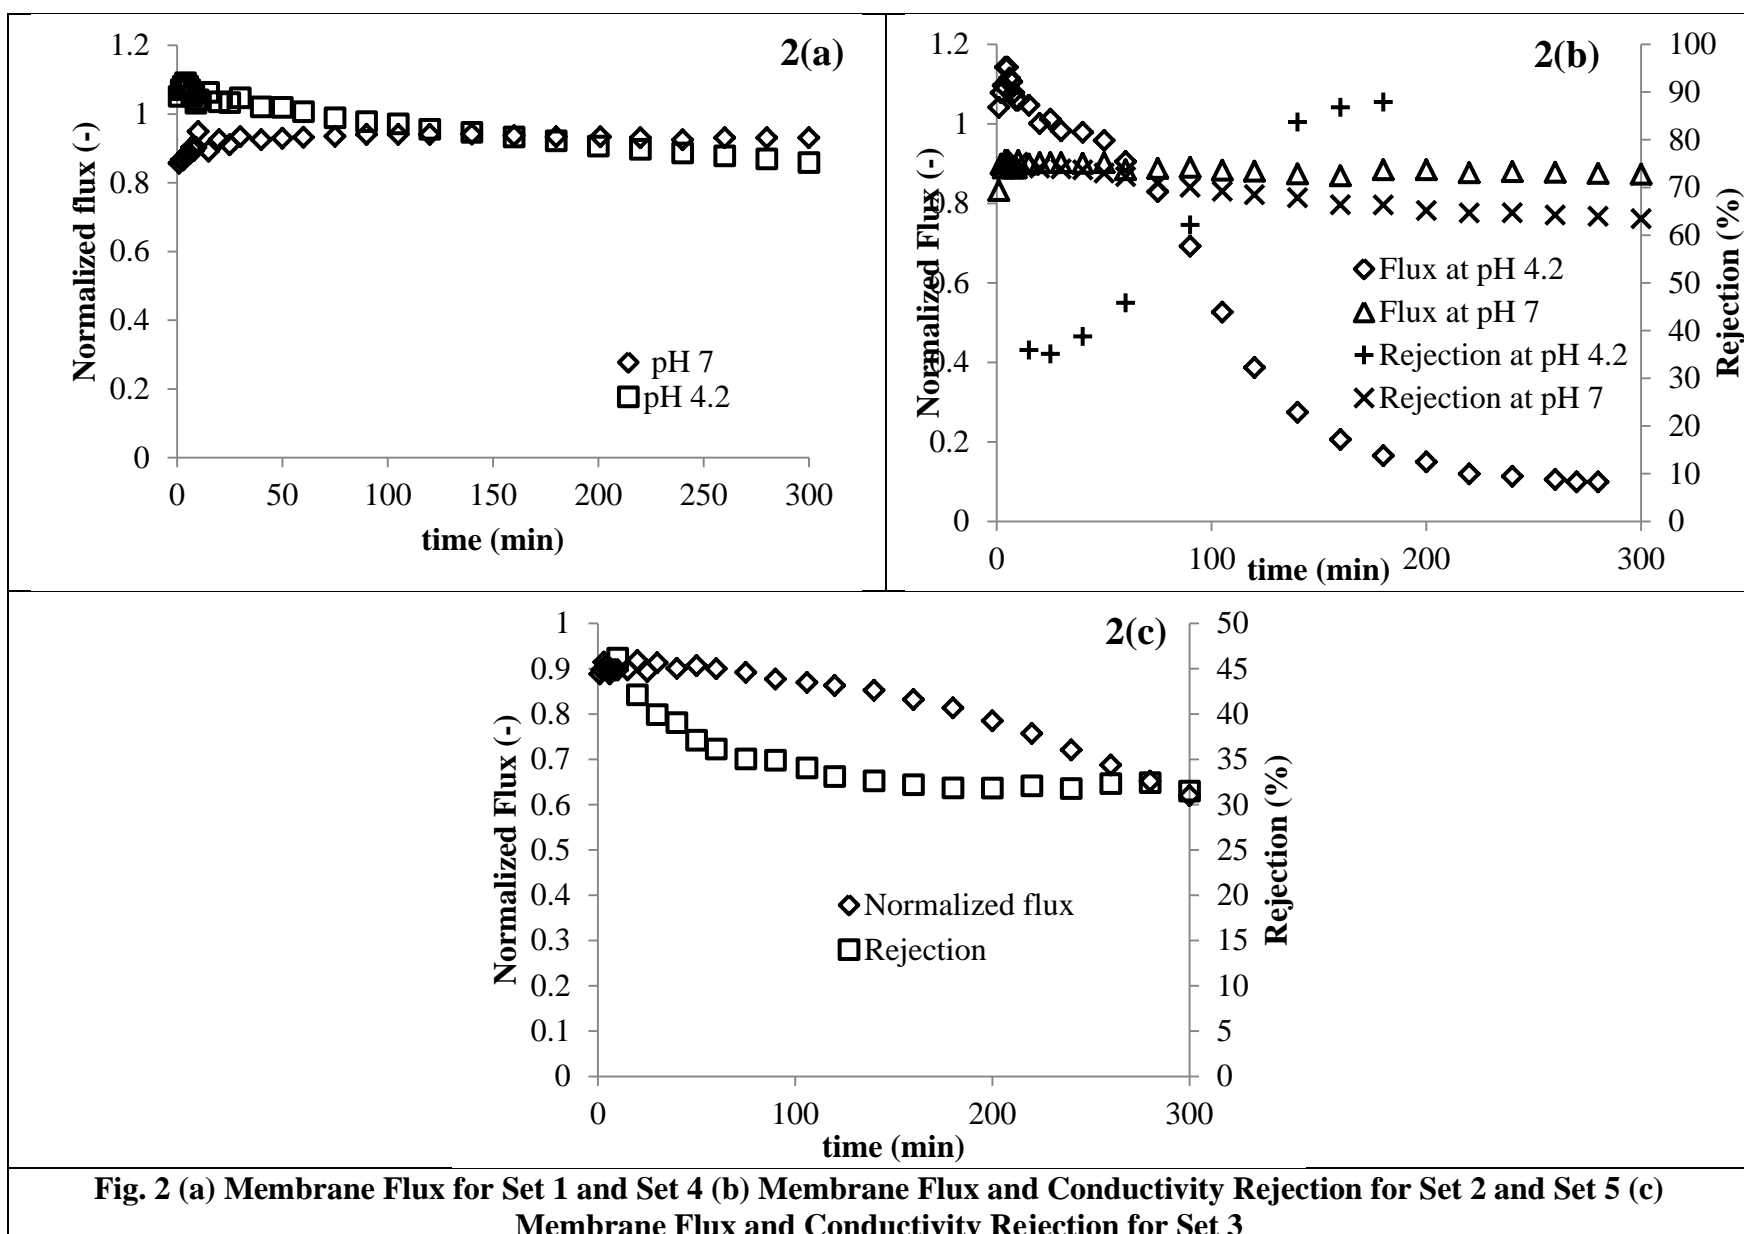 2(a)
1.2
1
0.8
0.6
0.4
0.2
0
Normalized flux (-)
pH 7
pH 4.2
0 50 100 150 200 250 300
time (min)
2(b)
1.2
1
0.8
0.6
0.4
0.2
0
Normalized Flux (-)
100
90
80
70
60
50
40
30
20
10
0
Rejection (%)
Flux at pH 4.2
Flux at pH 7
Rejection at pH 4.2
Rejection at pH 7
0 100 200 300
time (min)
2(c)
1
0.9
0.8
0.7
0.6
0.5
0.4
0.3
0.2
0.1
0
Normalized Flux (-)
50
45
40
35
30
25
20
15
10
5
0
Rejection (%)
Normalized flux
Rejection
0 100 200 300
time (min)
Fig. 2 (a) Membrane Flux for Set 1 and Set 4 (b) Membrane Flux and Conductivity Rejection for Set 2 and Set 5 (c)
Membrane Flux and Conductivity Rejection for Set 3